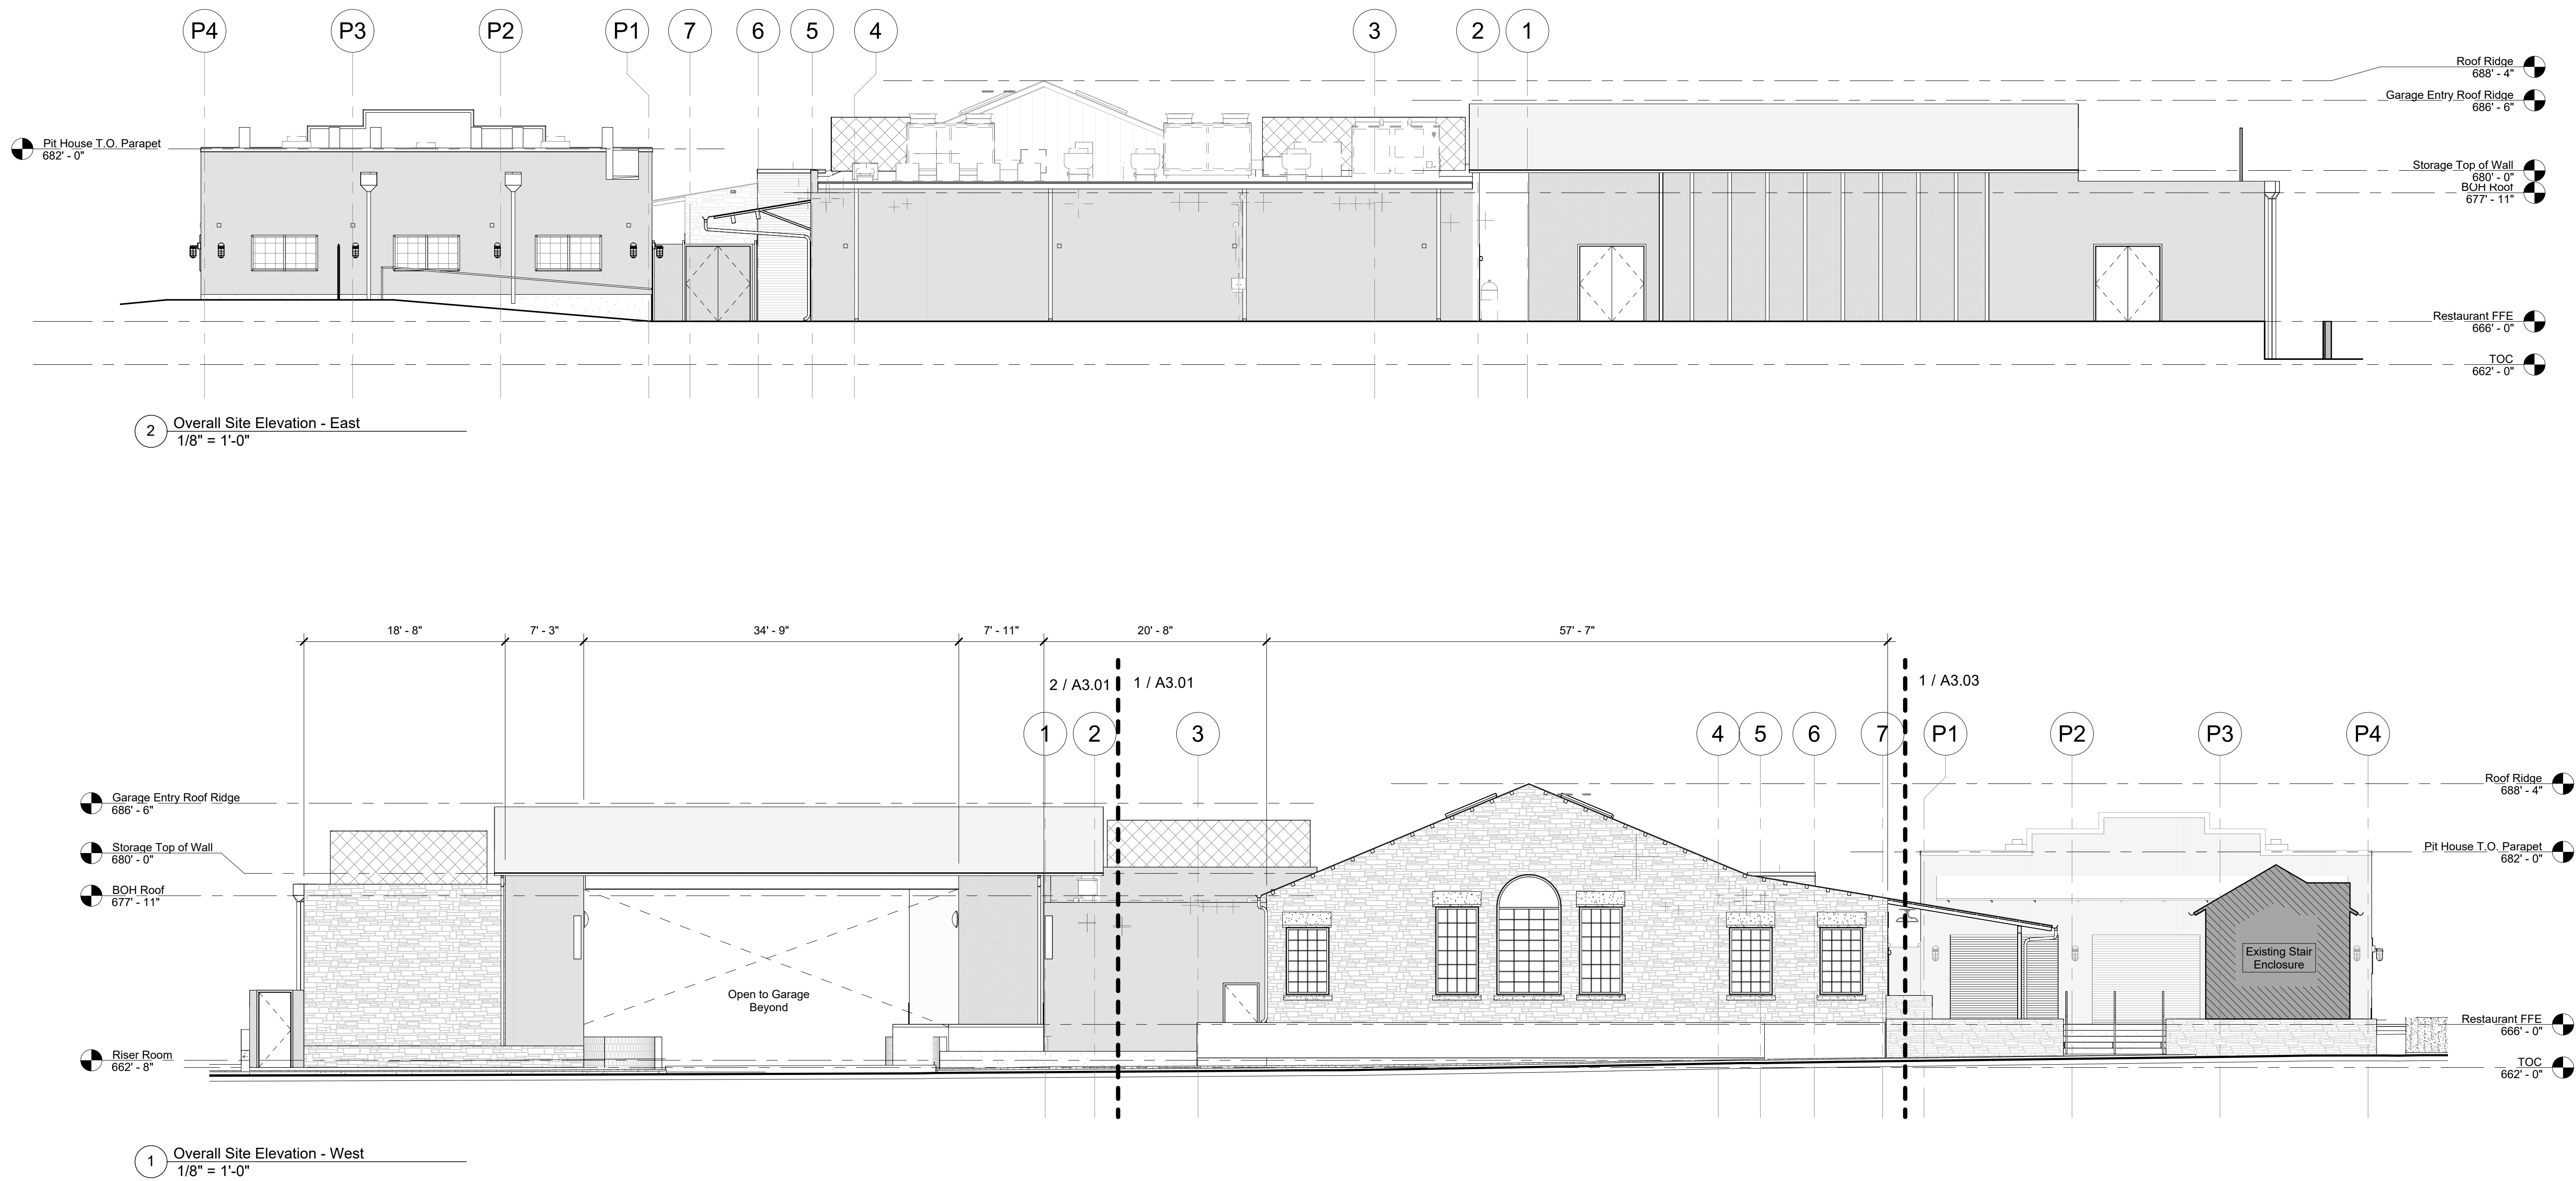 P4 P3 P2 P1 7 6 5 4 3 2 1
Roof Ridge
688' - 4"
Garage Entry Roof Ridge
686' - 6"
Pit House T.O. Parapet
682' - 0"
Storage Top of Wall
680' - 0"
BOH Roof
677' - 11"
Restaurant FFE
666' - 0"
TOC
662' - 0"
2
Overall Site Elevation - East
1/8" = 1'-0"
18' - 8" 7' - 3" 34' - 9" 7' - 11" 20' - 8" 57' - 7"
2 / A3.01 1 / A3.01 1 / A3.03
1 2 3 4 5 6 7 P1 P2 P3 P4
Roof Ridge
688' - 4"
Garage Entry Roof Ridge
686' - 6"
Storage Top of Wall
680' - 0"
Pit House T.O. Parapet
682' - 0"
BOH Roof
677' - 11"
Existing Stair
Enclosure
Open to Garage
Beyond
Restaurant FFE
666' - 0"
Riser Room
662' - 8"
TOC
662' - 0"
1
Overall Site Elevation - West
1/8" = 1'-0"